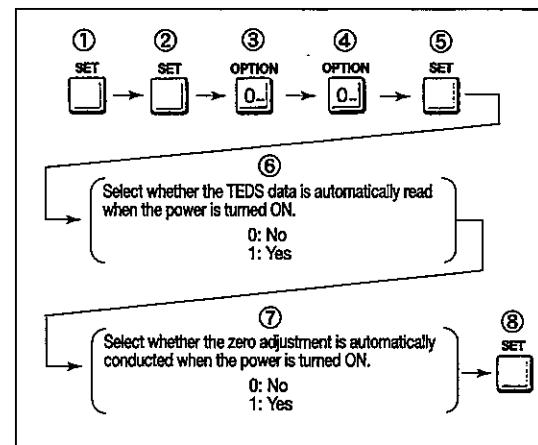 ① ② ③ ④ ⑤
SET SET OPTION OPTION SET
0– 0–
⑥
Select whether the TEDS data is automatically read
when the power is turned ON.
0: No
1: Yes
⑦
Select whether the zero adjustment is automatically
conducted when the power is turned ON.
0: No
1: Yes
⑧
SET